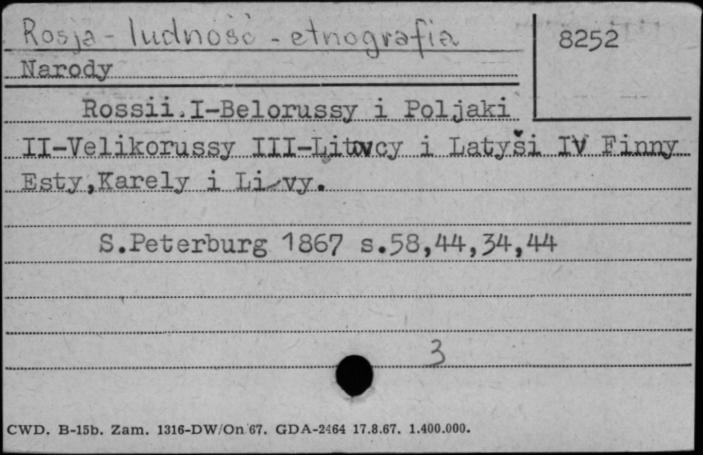 Rosja - ludność - etnografia
8252
Narody
Rossii. I-Belorussy i Poljaki
II-Velikorussy III-Litovcy i Latyši IV Finny
Esty, Karely i Livy.
S.Peterburg 1867 s.58,44,34,44
3
CWD. B-15b. Zam. 1316-DW/On 67. GDA-2464 17.8.67. 1.400.000.